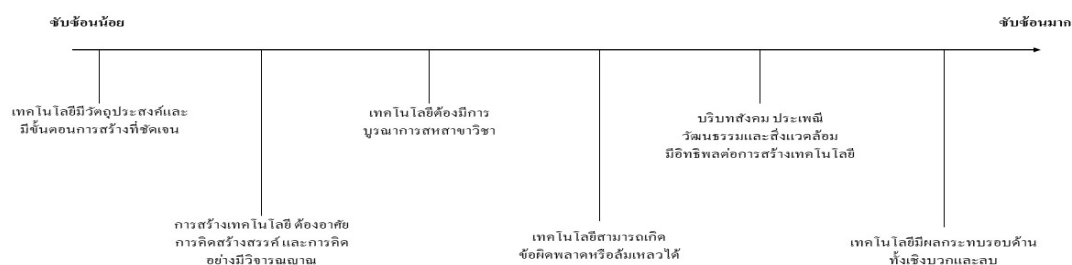 ซับซ้อนน้อย
ซับซ้อนมาก
เทคโนโลยีมีวัตถุประสงค์และ
มีขั้นตอนการสร้างที่ชัดเจน
การสร้างเทคโนโลยี ต้องอาศัย
การคิดสร้างสรรค์ และการคิด
อย่างมีวิจารณญาณ
เทคโนโลยีต้องมีการ
บูรณาการสหสาขาวิชา
เทคโนโลยีสามารถเกิด
ข้อผิดพลาดหรือล้มเหลวได้
บริบทสังคม ประเพณี
วัฒนธรรมและสิ่งแวดล้อม
มีอิทธิพลต่อการสร้างเทคโนโลยี
เทคโนโลยีมีผลกระทบรอบด้าน
ทั้งเชิงบวกและลบ